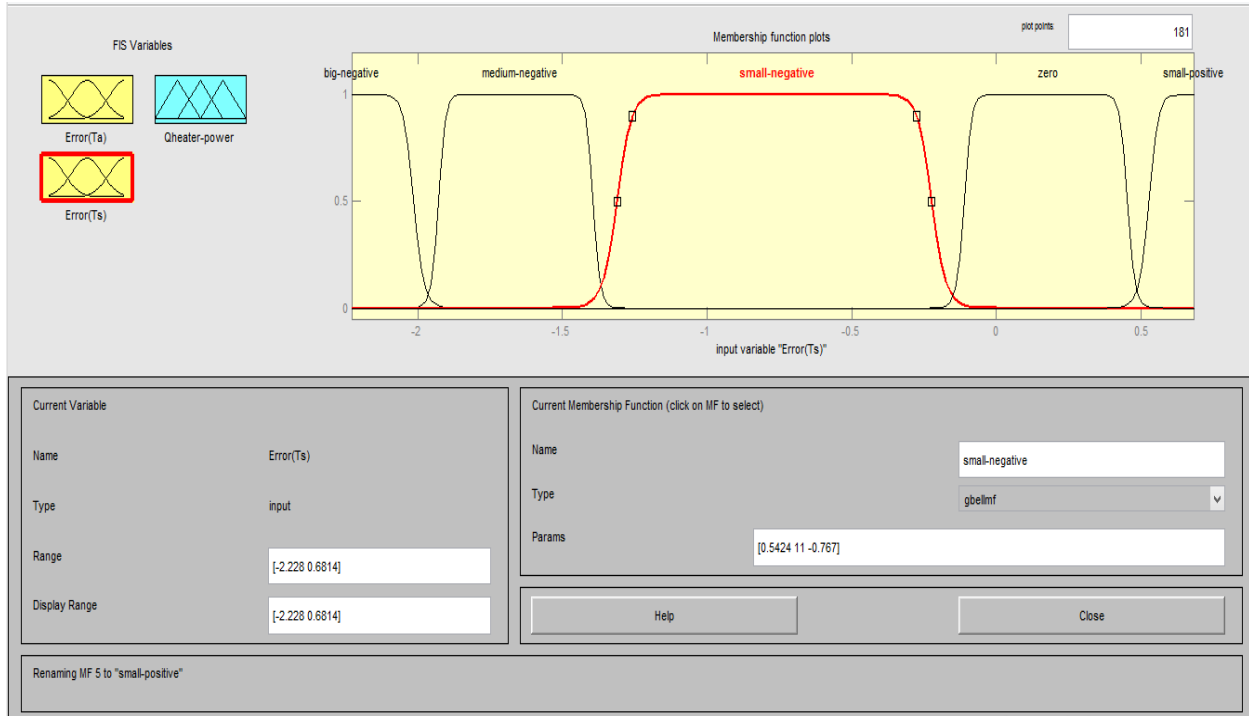 FIS Variables
Error(Ta)
Qheater-power
Error(Ts)
Membership function plots
plot points
181
big-negative
medium-negative
small-negative
zero
small-positive
1
0.5
0
-2
-1.5
-1
-0.5
0
0.5
input variable "Error(Ts)"
Current Variable
Name
Error(Ts)
Type
input
Range
[-2.228 0.6814]
Display Range
[-2.228 0.6814]
Current Membership Function (click on MF to select)
Name
small-negative
Type
gbellmf
Params
[0.5424 11 -0.767]
Help
Close
Renaming MF 5 to "small-positive"